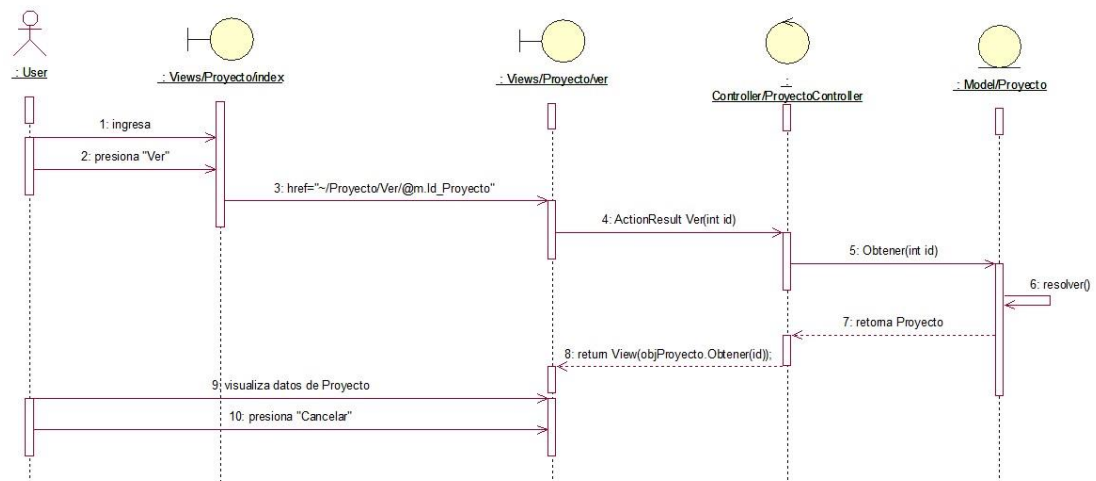 : User
: Views/Proyecto/index
: Views/Proyecto/ver
:
Controller/ProyectoController
: Model/Proyecto
1: ingresa
2: presiona "Ver"
3: href="~/Proyecto/Ver/@m.Id_Proyecto"
4: ActionResult Ver(int id)
5: Obtener(int id)
6: resolver()
7: retorna Proyecto
8: return View(objProyecto.Obtener(id));
9: visualiza datos de Proyecto
10: presiona "Cancelar"